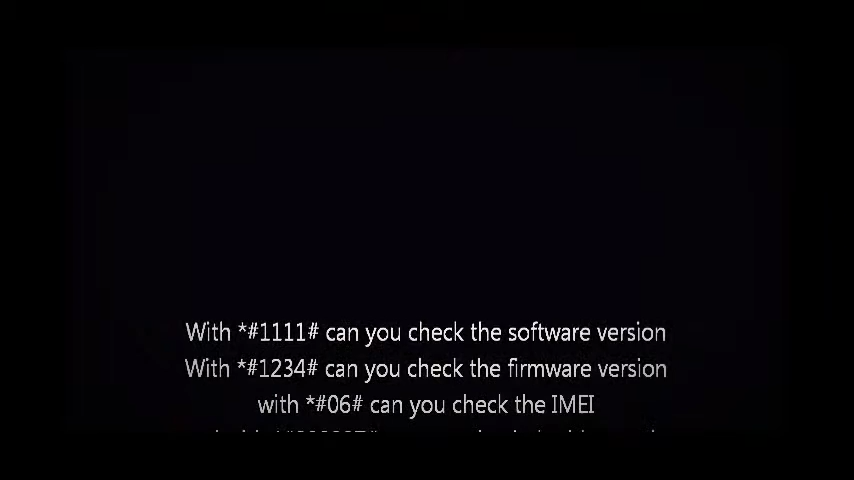 With *#1111# can you check the software version
With *#1234# can you check the firmware version
with *#06# can you check the IMEI